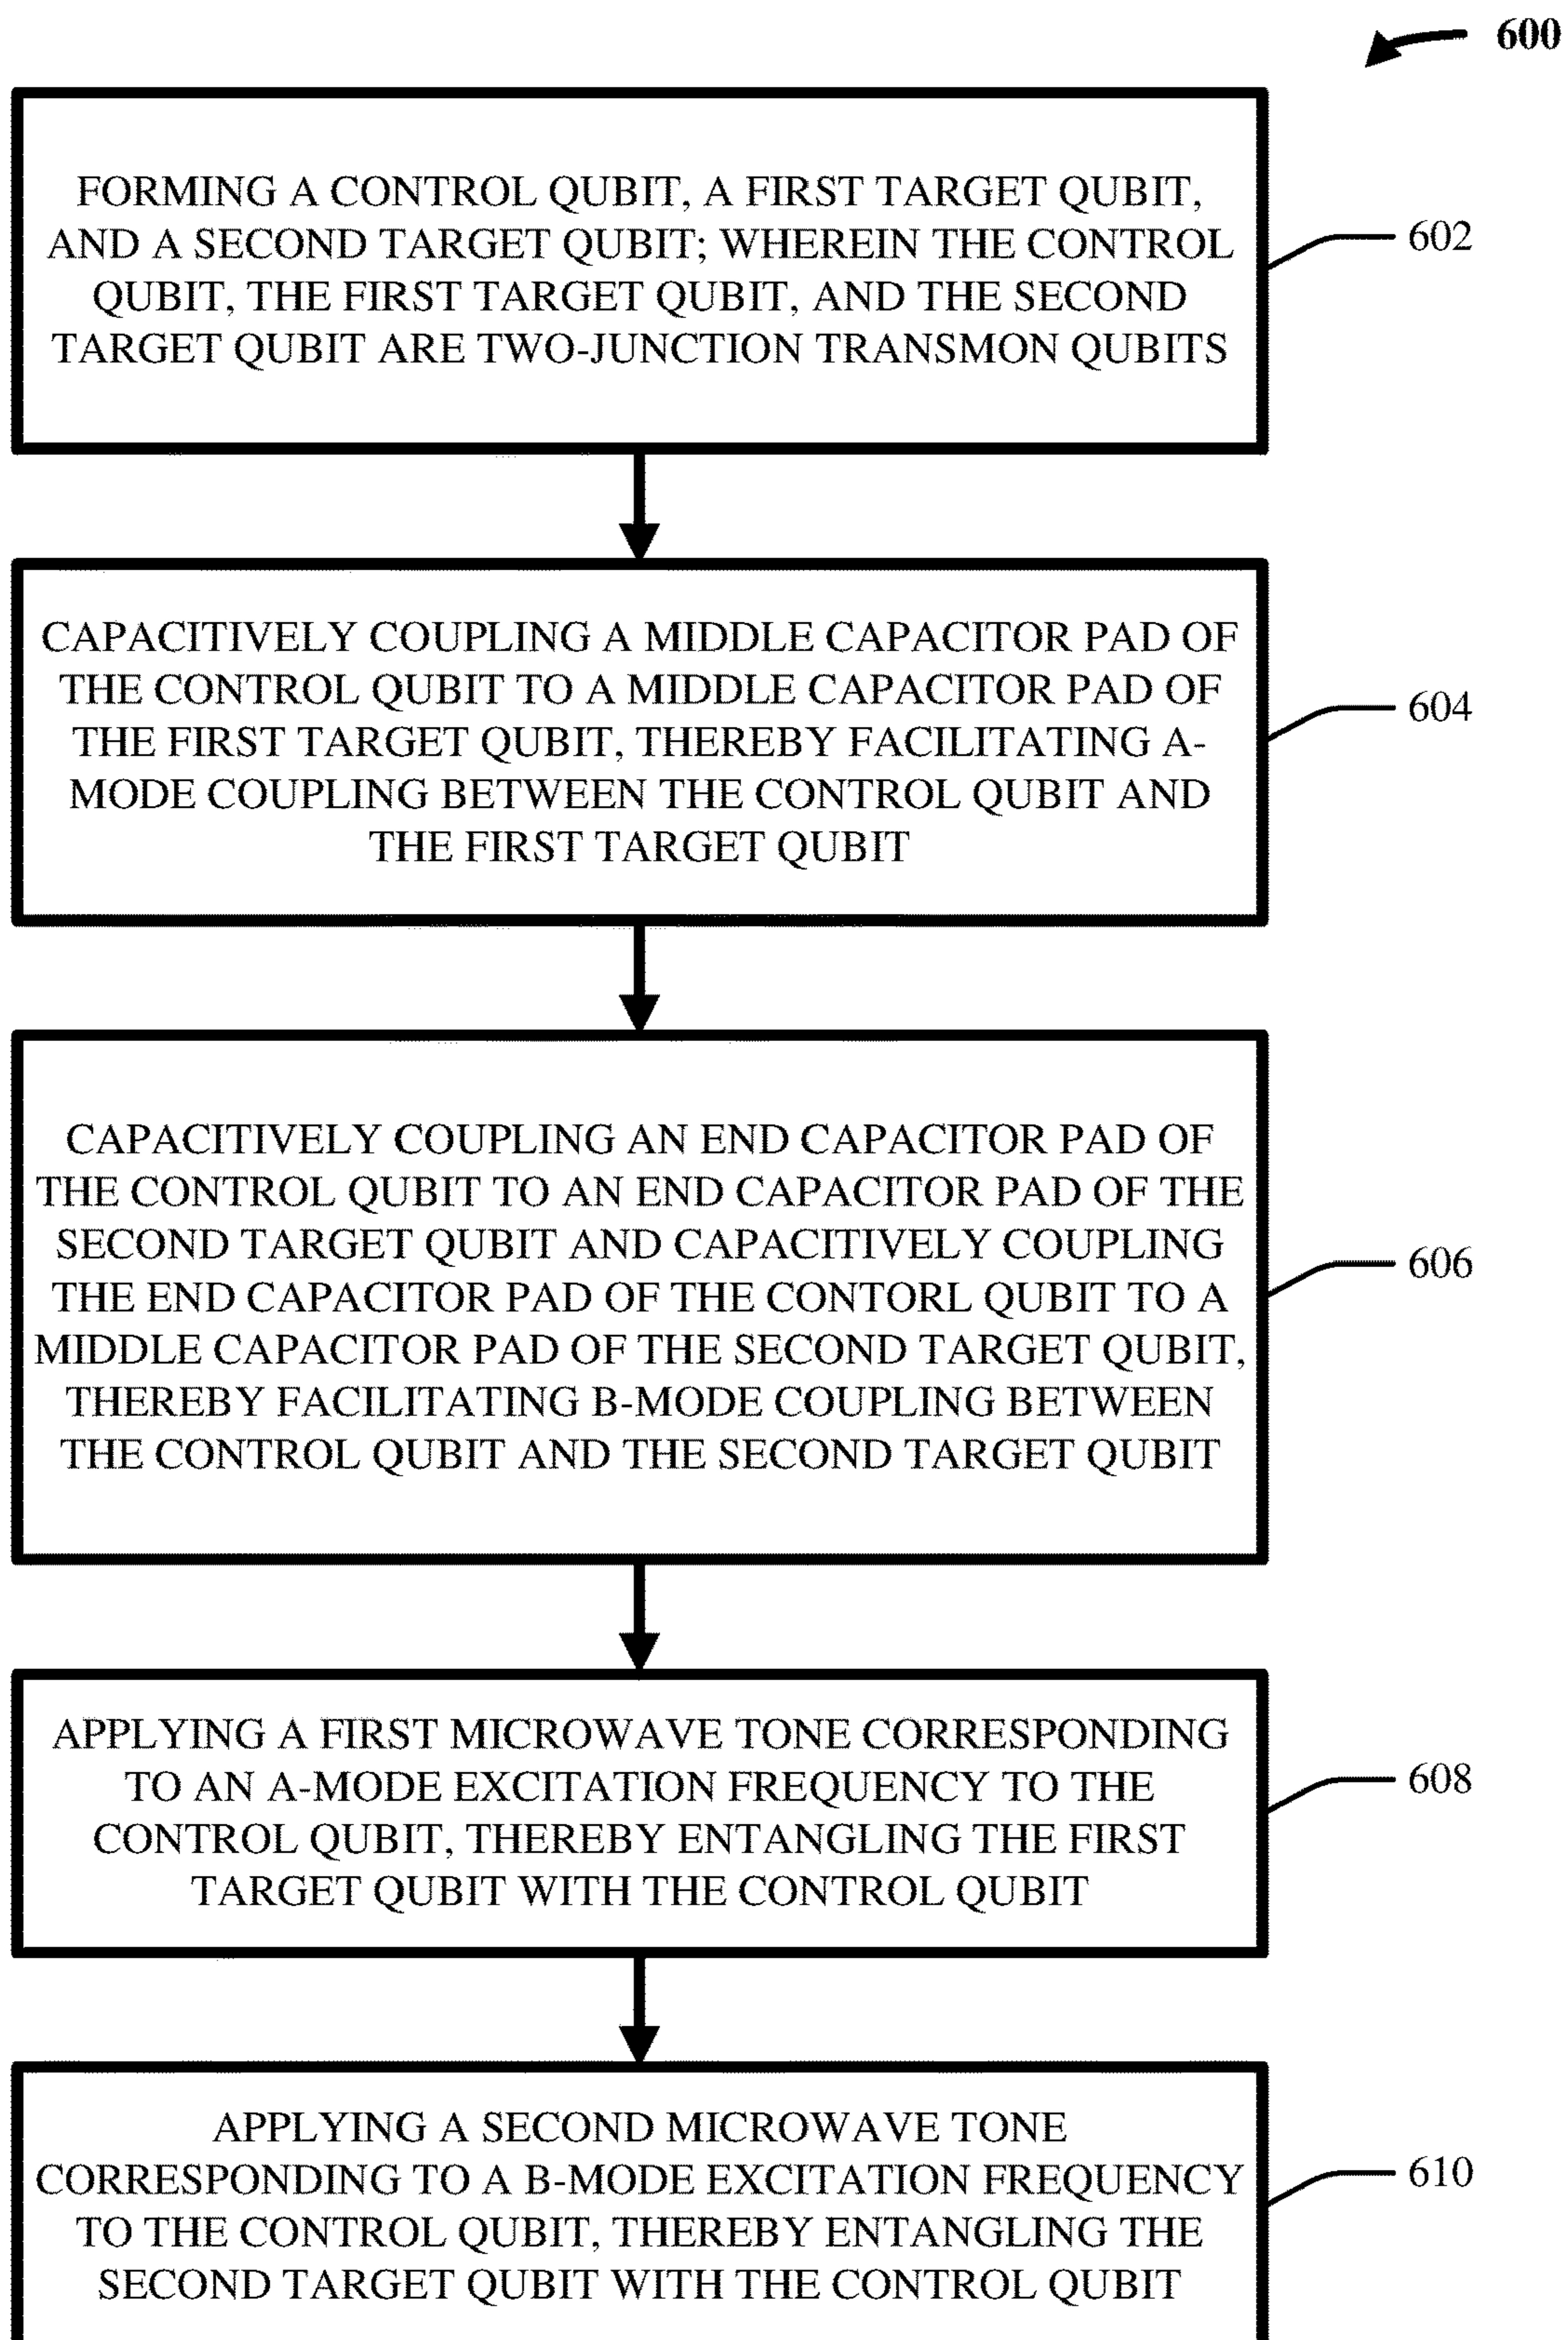 600
FORMING A CONTROL QUBIT, A FIRST TARGET QUBIT,
AND A SECOND TARGET QUBIT; WHEREIN THE CONTROL
QUBIT, THE FIRST TARGET QUBIT, AND THE SECOND
TARGET QUBIT ARE TWO-JUNCTION TRANSMON QUBITS
602
CAPACITIVELY COUPLING A MIDDLE CAPACITOR PAD OF
THE CONTROL QUBIT TO A MIDDLE CAPACITOR PAD OF
THE FIRST TARGET QUBIT, THEREBY FACILITATING A-
MODE COUPLING BETWEEN THE CONTROL QUBIT AND
THE FIRST TARGET QUBIT
604
CAPACITIVELY COUPLING AN END CAPACITOR PAD OF
THE CONTROL QUBIT TO AN END CAPACITOR PAD OF THE
SECOND TARGET QUBIT AND CAPACITIVELY COUPLING
THE END CAPACITOR PAD OF THE CONTORL QUBIT TO A
MIDDLE CAPACITOR PAD OF THE SECOND TARGET QUBIT,
THEREBY FACILITATING B-MODE COUPLING BETWEEN
THE CONTROL QUBIT AND THE SECOND TARGET QUBIT
606
APPLYING A FIRST MICROWAVE TONE CORRESPONDING
TO AN A-MODE EXCITATION FREQUENCY TO THE
CONTROL QUBIT, THEREBY ENTANGLING THE FIRST
TARGET QUBIT WITH THE CONTROL QUBIT
608
APPLYING A SECOND MICROWAVE TONE
CORRESPONDING TO A B-MODE EXCITATION FREQUENCY
TO THE CONTROL QUBIT, THEREBY ENTANGLING THE
SECOND TARGET QUBIT WITH THE CONTROL QUBIT
610